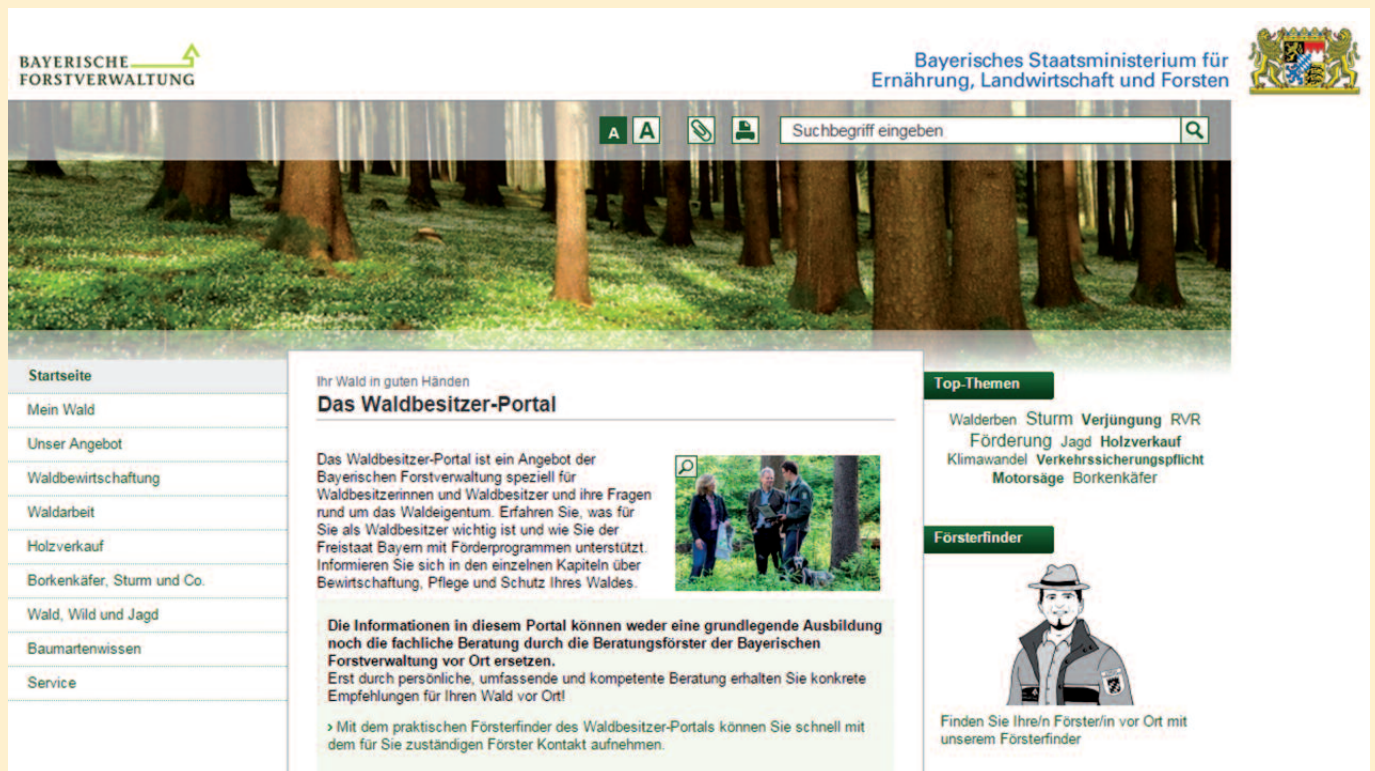 BAYERISCHE
FORSTVERWALTUNG
Bayerisches Staatsministerium für
Ernährung, Landwirtschaft und Forsten
A A
Suchbegriff eingeben
Startseite
Mein Wald
Unser Angebot
Waldbewirtschaftung
Waldarbeit
Holzverkauf
Borkenkäfer, Sturm und Co.
Wald, Wild und Jagd
Baumartenwissen
Service
Ihr Wald in guten Händen
Das Waldbesitzer-Portal
Das Waldbesitzer-Portal ist ein Angebot der
Bayerischen Forstverwaltung speziell für
Waldbesitzerinnen und Waldbesitzer und ihre Fragen
rund um das Waldeigentum. Erfahren Sie, was für
Sie als Waldbesitzer wichtig ist und wie Sie der
Freistaat Bayern mit Förderprogrammen unterstützt.
Informieren Sie sich in den einzelnen Kapiteln über
Bewirtschaftung, Pflege und Schutz Ihres Waldes.
Die Informationen in diesem Portal können weder eine grundlegende Ausbildung
noch die fachliche Beratung durch die Beratungsförster der Bayerischen
Forstverwaltung vor Ort ersetzen.
Erst durch persönliche, umfassende und kompetente Beratung erhalten Sie konkrete
Empfehlungen für Ihren Wald vor Ort!
› Mit dem praktischen Försterfinder des Waldbesitzer-Portals können Sie schnell mit
dem für Sie zuständigen Förster Kontakt aufnehmen.
Top-Themen
Walderben Sturm Verjüngung RVR
Förderung Jagd Holzverkauf
Klimawandel Verkehrssicherungspflicht
Motorsäge Borkenkäfer
Försterfinder
Finden Sie Ihre/n Förster/in vor Ort mit
unserem Försterfinder